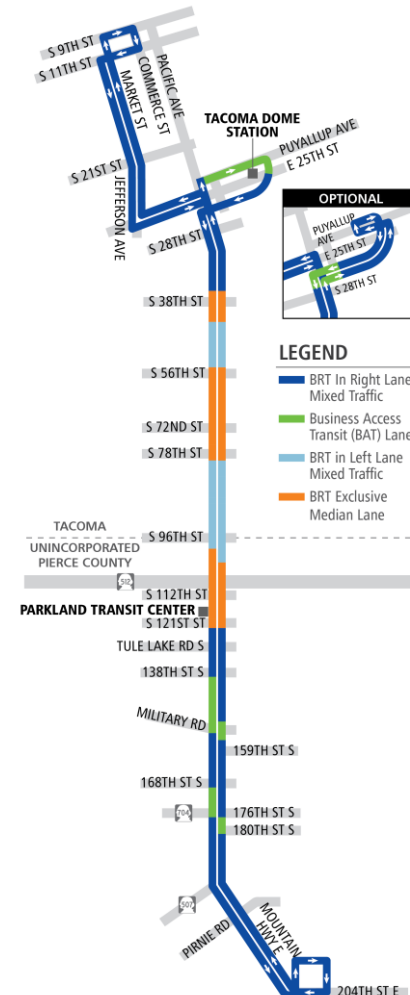 S 9TH ST
S 11TH ST
MARKET ST
COMMERCE ST
PACIFIC AVE
TACOMA DOME
STATION
PUYALLUP AVE
E 25TH ST
S 21ST ST
JEFFERSON AVE
S 28TH ST
OPTIONAL
PUYALLUP
AVE
E 25TH ST
S 28TH ST
S 38TH ST
S 56TH ST
S 72ND ST
S 78TH ST
LEGEND
BRT In Right Lane
Mixed Traffic
Business Access
Transit (BAT) Lane
BRT in Left Lane
Mixed Traffic
BRT Exclusive
Median Lane
S 96TH ST
TACOMA
UNINCORPORATED
PIERCE COUNTY
512
S 112TH ST
PARKLAND TRANSIT CENTER
S 121ST ST
TULE LAKE RD S
138TH ST S
MILITARY RD
159TH ST S
168TH ST S
704
176TH ST S
180TH ST S
507
PIRNIE RD
MOUNTAIN
HWY E
204TH ST E